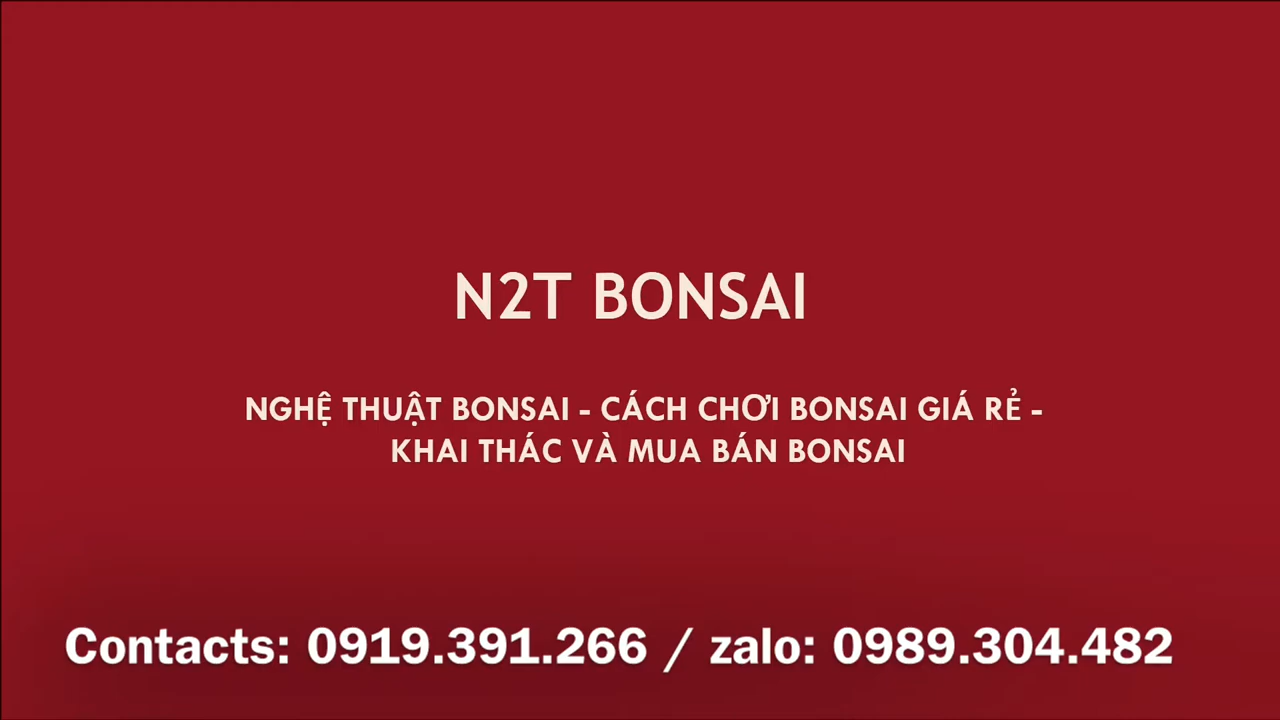 N2T BONSAI
NGHỆ THUẬT BONSAI - CÁCH CHƠI BONSAI GIÁ RẺ -
KHAI THÁC VÀ MUA BÁN BONSAI
Contacts: 0919.391.266 / zalo: 0989.304.482